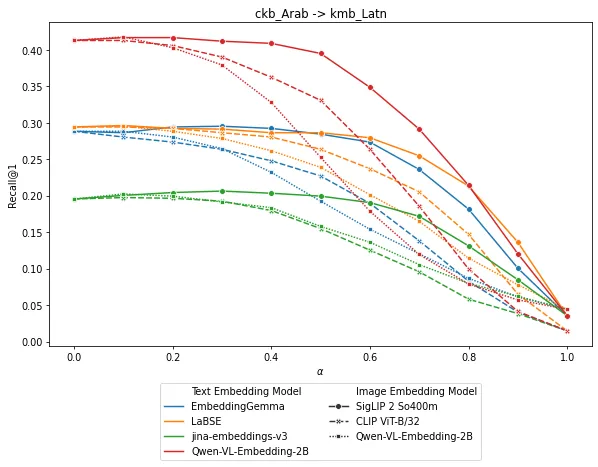 ckb_Arab -> kmb_Latn
Recall@1
0.40
0.35
0.30
0.25
0.20
0.15
0.10
0.05
0.00
0.0 0.2 0.4 0.6 0.8 1.0
α
Text Embedding Model Image Embedding Model
EmbeddingGemma SigLIP 2 So400m
LaBSE CLIP ViT-B/32
jina-embeddings-v3 Qwen-VL-Embedding-2B
Qwen-VL-Embedding-2B